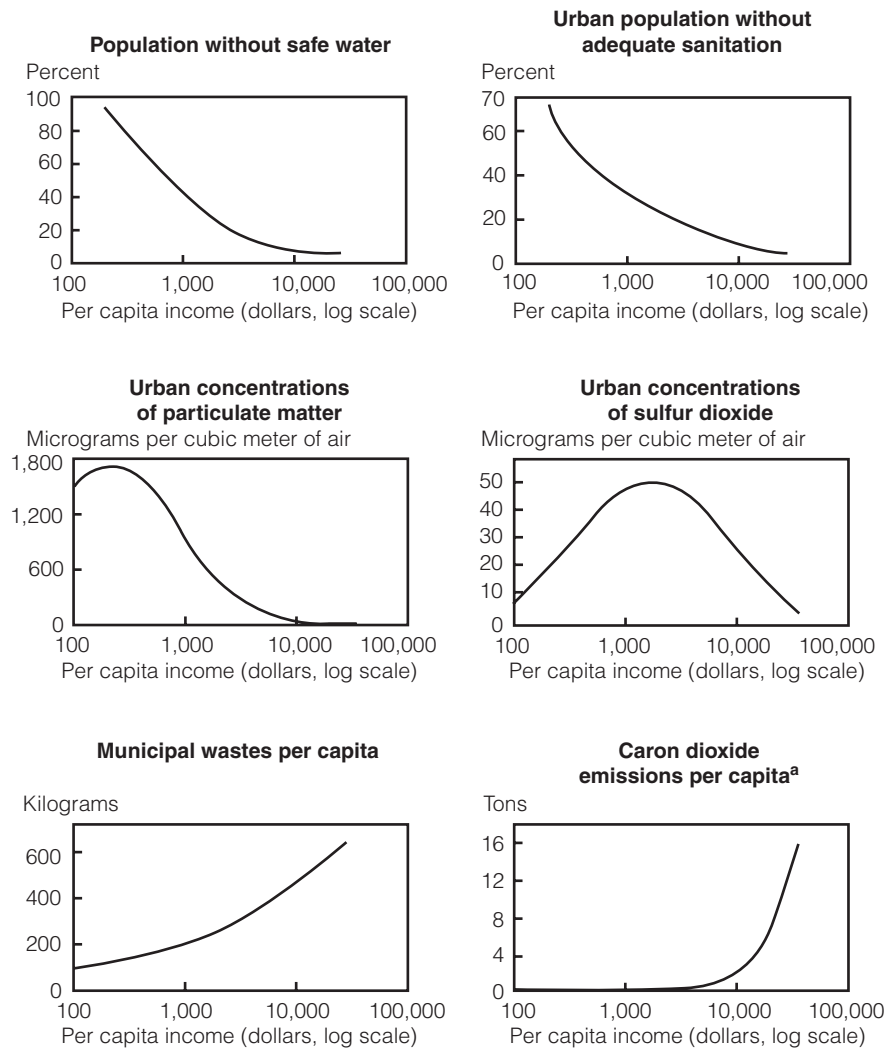 Population without safe water
Percent
100
80
60
40
20
0
100 1,000 10,000 100,000
Per capita income (dollars, log scale)
Urban population without
adequate sanitation
Percent
70
60
40
20
0
100 1,000 10,000 100,000
Per capita income (dollars, log scale)
Urban concentrations
of particulate matter
Micrograms per cubic meter of air
1,800
1,200
600
0
100 1,000 10,000 100,000
Per capita income (dollars, log scale)
Urban concentrations
of sulfur dioxide
Micrograms per cubic meter of air
50
40
30
20
10
0
100 1,000 10,000 100,000
Per capita income (dollars, log scale)
Municipal wastes per capita
Kilograms
600
400
200
0
100 1,000 10,000 100,000
Per capita income (dollars, log scale)
Caron dioxide
emissions per capitaᵃ
Tons
16
12
8
4
0
100 1,000 10,000 100,000
Per capita income (dollars, log scale)